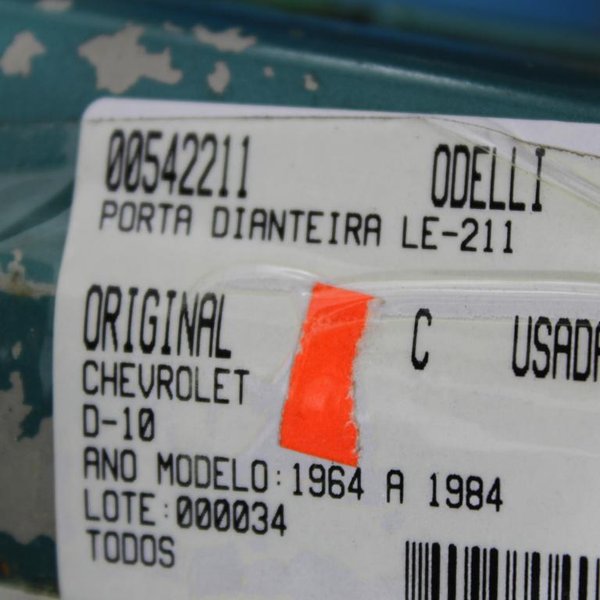 00542211 ODELLI
PORTA DIANTEIRA LE-211
ORIGINAL C USADA
CHEVROLET
D-10
ANO MODELO:1964 A 1984
LOTE:000034
TODOS